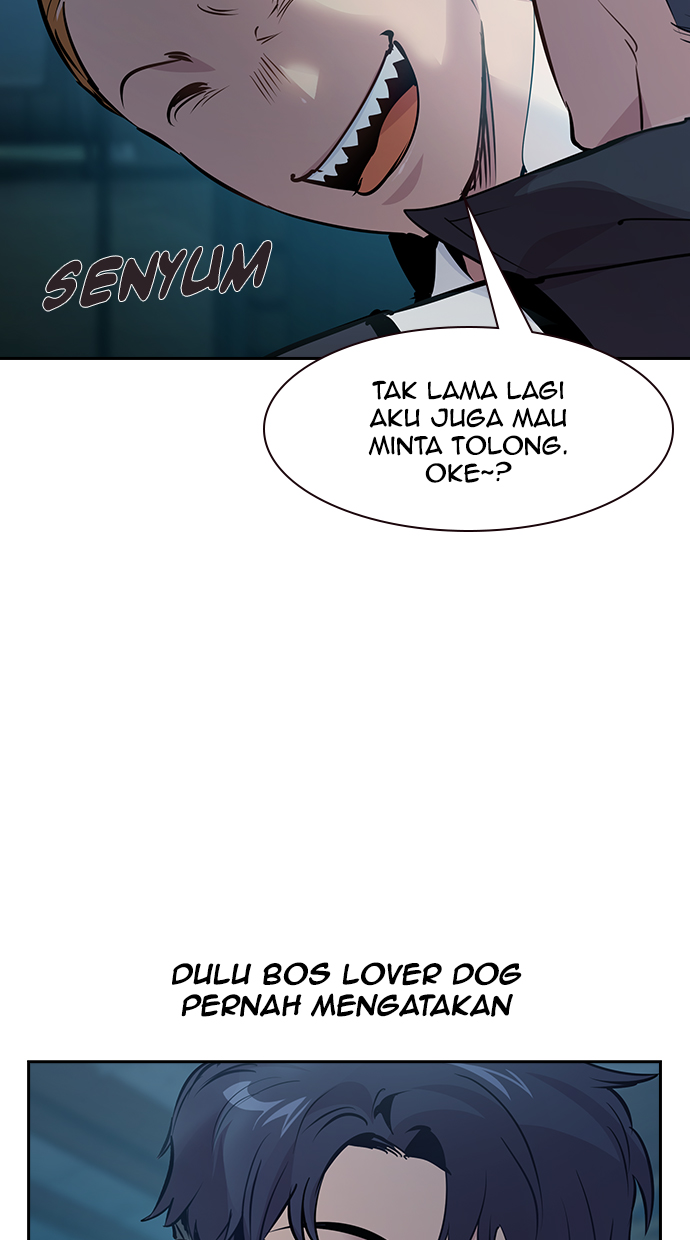 SENYUM
TAK LAMA LAGI
AKU JUGA MAU
MINTA TOLONG.
OKE~?
DULU BOS LOVER DOG
PERNAH MENGATAKAN